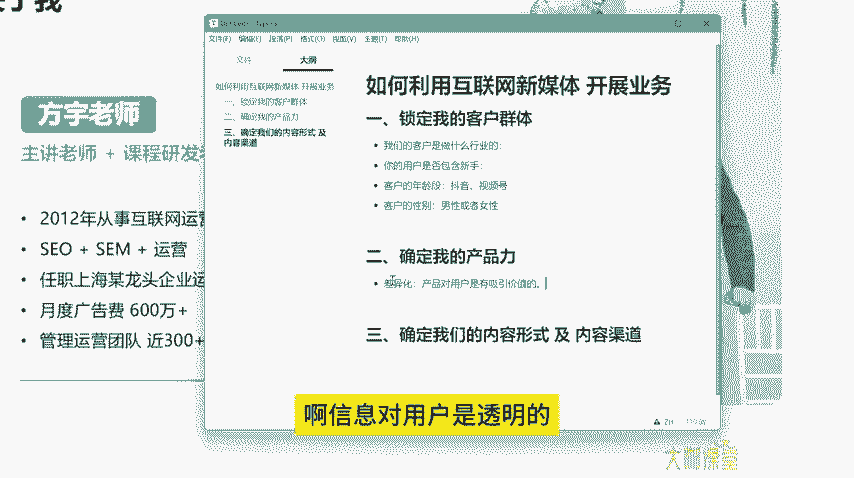 方宇老师
主讲老师 + 课程研发
• 2012年从事互联网运营
• SEO + SEM + 运营
• 任职上海某龙头企业运
• 月度广告费 600万+
• 管理运营团队 近300+
文件(F) 编辑(E) 段落(P) 格式(O) 视图(V) 主题(T) 帮助(H)
文件 大纲
如何利用互联网新媒体 开展业务
一、锁定我的客户群体
二、确定我的产品力
三、确定我们的内容形式 及
内容渠道
如何利用互联网新媒体 开展业务
一、锁定我的客户群体
• 我们的客户是做什么行业的：
• 你的用户是否包含新手：
• 客户的年龄段：抖音、视频号
• 客户的性别：男性或者女性
二、确定我的产品力
• 差异化：产品对用户是有吸引价值的。
三、确定我们的内容形式 及 内容渠道
啊信息对用户是透明的